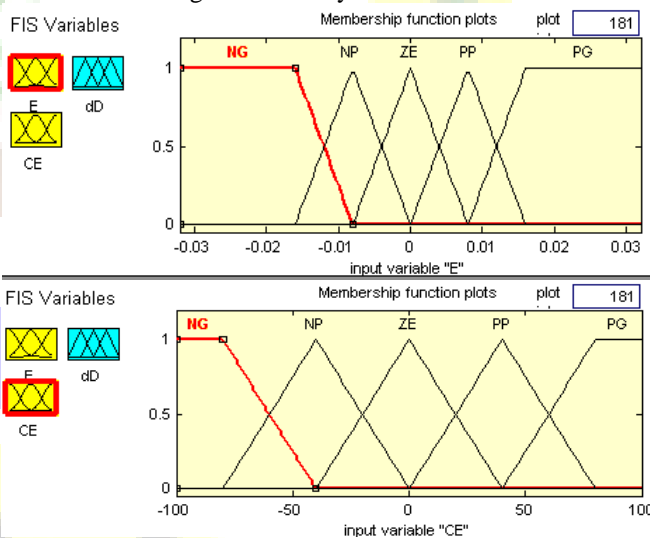 FIS Variables
E
dD
CE
Membership function plots
plot
181
NG
NP
ZE
PP
PG
1
0.5
0
-0.03 -0.02 -0.01 0 0.01 0.02 0.03
input variable "E"
FIS Variables
E
dD
CE
Membership function plots
plot
181
NG
NP
ZE
PP
PG
1
0.5
0
-100 -50 0 50 100
input variable "CE"